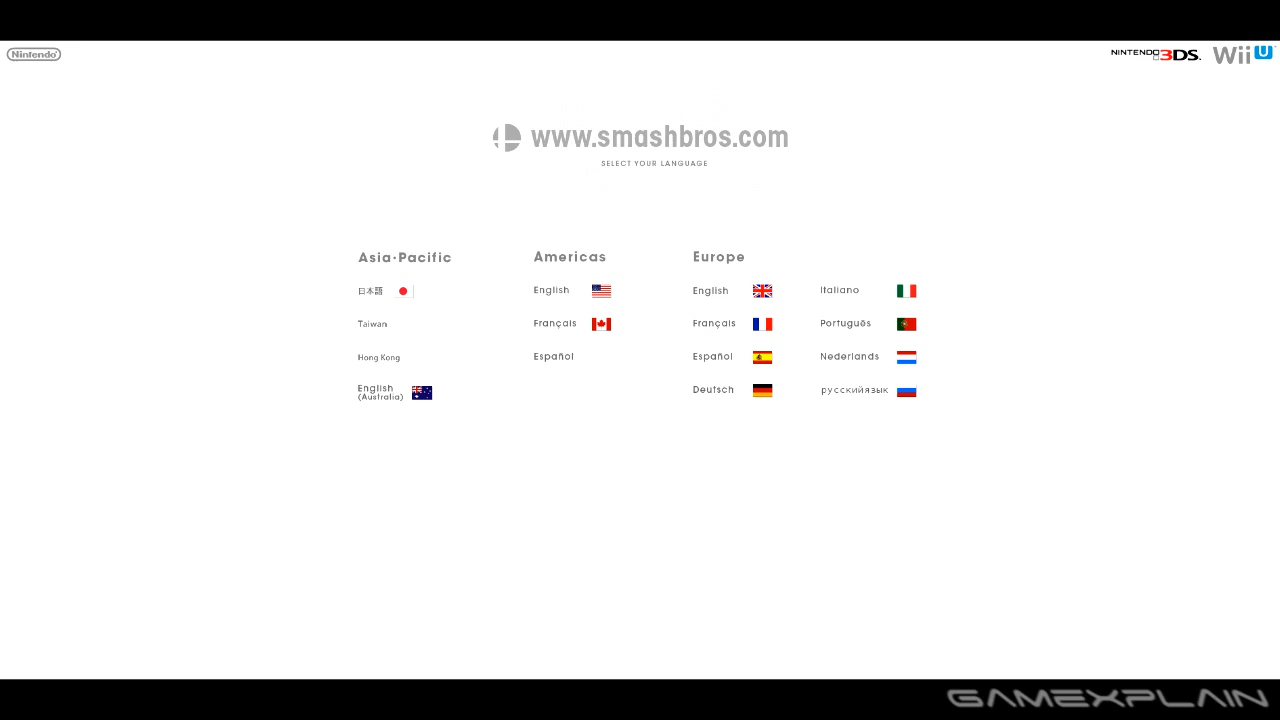 Nintendo
NINTENDO 3DS
Wii U
www.smashbros.com
SELECT YOUR LANGUAGE
Asia·Pacific
日本語
Taiwan
Hong Kong
English
(Australia)
Americas
English
Français
Español
Europe
English
Français
Español
Deutsch
Italiano
Português
Nederlands
русскийязык
GAMEXPLAIN